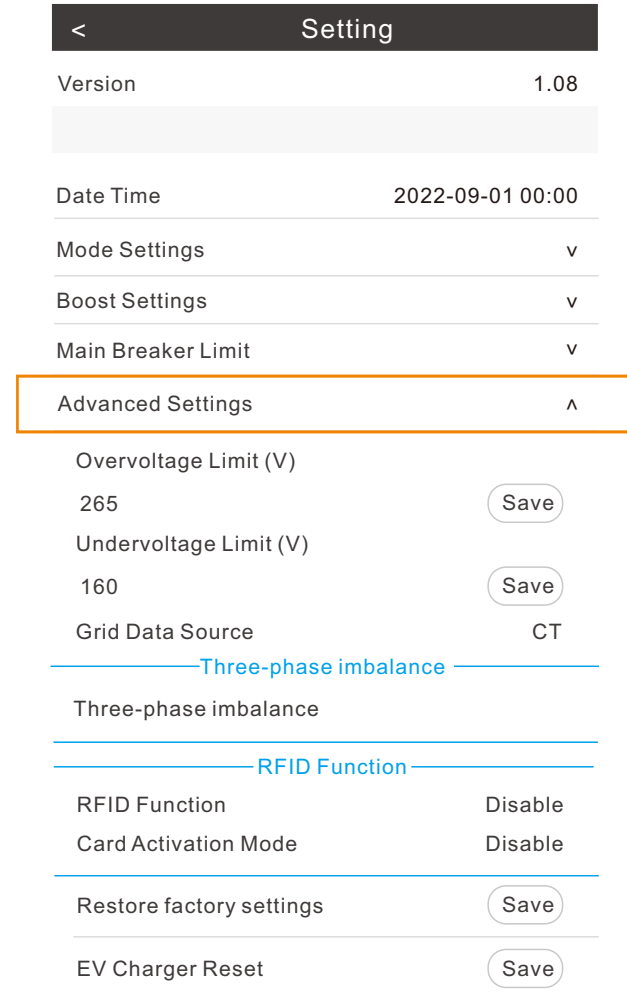 < Setting
Version 1.08
Date Time 2022-09-01 00:00
Mode Settings v
Boost Settings v
Main Breaker Limit v
Advanced Settings ʌ
Overvoltage Limit (V)
265 Save
Undervoltage Limit (V)
160 Save
Grid Data Source CT
Three-phase imbalance
Three-phase imbalance
RFID Function
RFID Function Disable
Card Activation Mode Disable
Restore factory settings Save
EV Charger Reset Save